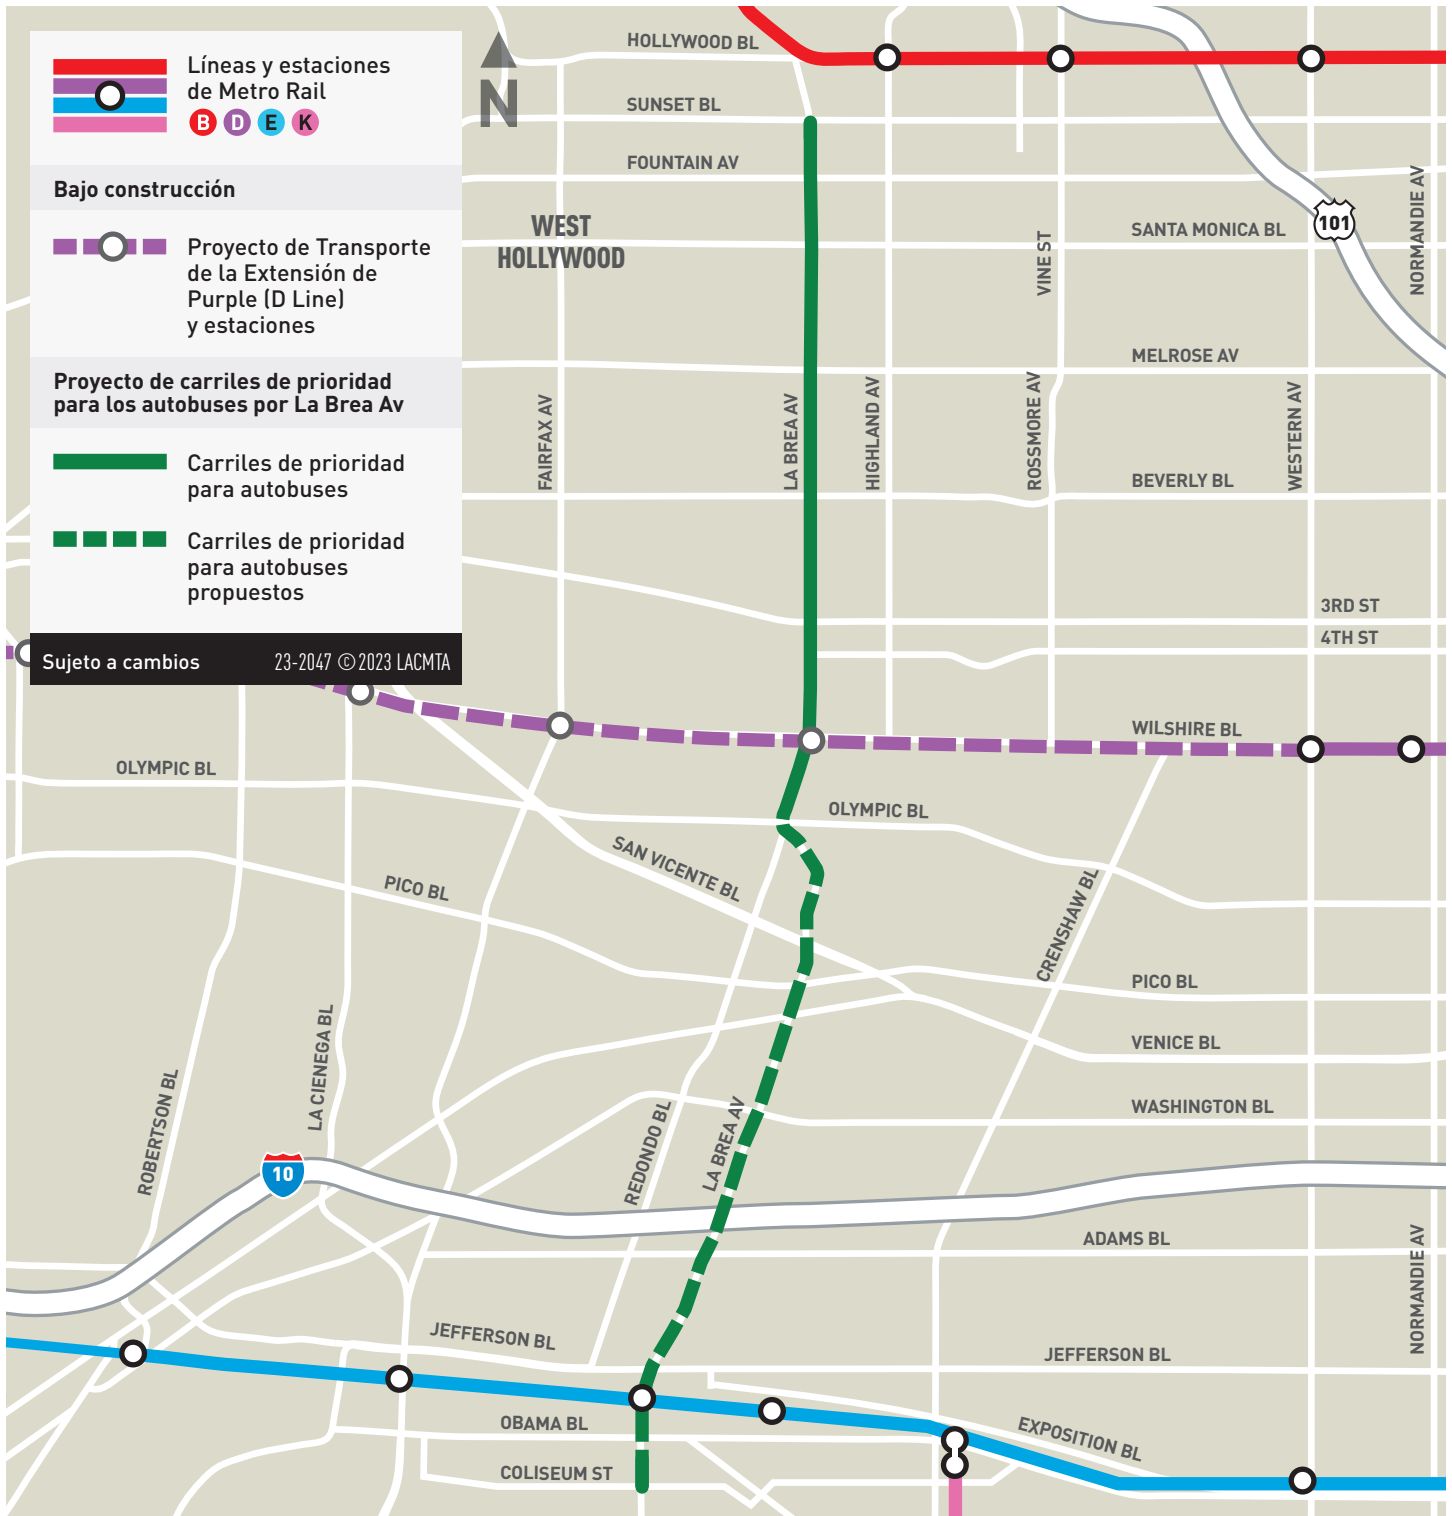 Líneas y estaciones
de Metro Rail
B D E K
Bajo construcción
Proyecto de Transporte
de la Extensión de
Purple (D Line)
y estaciones
Proyecto de carriles de prioridad
para los autobuses por La Brea Av
Carriles de prioridad
para autobuses
Carriles de prioridad
para autobuses
propuestos
Sujeto a cambios 23-2047 © 2023 LACMTA
N
HOLLYWOOD BL
SUNSET BL
FOUNTAIN AV
WEST
HOLLYWOOD
SANTA MONICA BL
101
NORMANDIE AV
VINE ST
MELROSE AV
FAIRFAX AV
LA BREA AV
HIGHLAND AV
ROSSMORE AV
WESTERN AV
BEVERLY BL
3RD ST
4TH ST
WILSHIRE BL
OLYMPIC BL
OLYMPIC BL
SAN VICENTE BL
PICO BL
CRENSHAW BL
PICO BL
VENICE BL
WASHINGTON BL
ROBERTSON BL
LA CIENEGA BL
REDONDO BL
LA BREA AV
10
ADAMS BL
NORMANDIE AV
JEFFERSON BL
JEFFERSON BL
OBAMA BL
EXPOSITION BL
COLISEUM ST